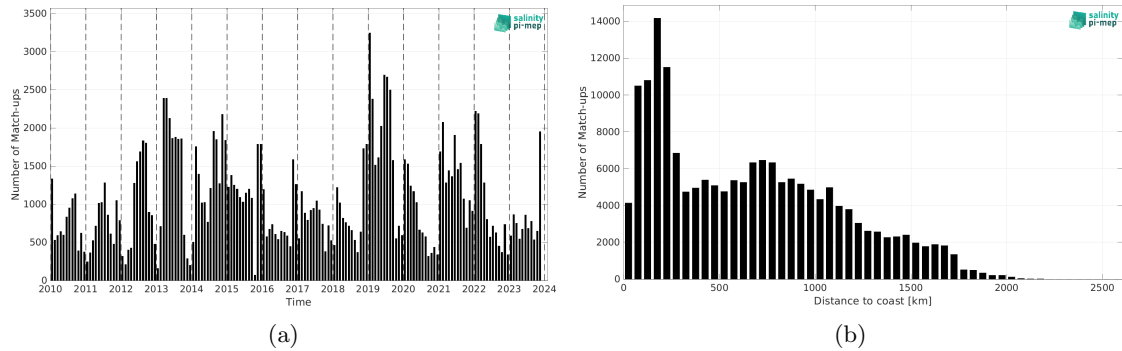 salinity
pi-mep
Number of Match-ups
3500
3000
2500
2000
1500
1000
500
0
2010 2011 2012 2013 2014 2015 2016 2017 2018 2019 2020 2021 2022 2023 2024
Time
(a)
salinity
pi-mep
Number of Match-ups
14000
12000
10000
8000
6000
4000
2000
0
0 500 1000 1500 2000 2500
Distance to coast [km]
(b)